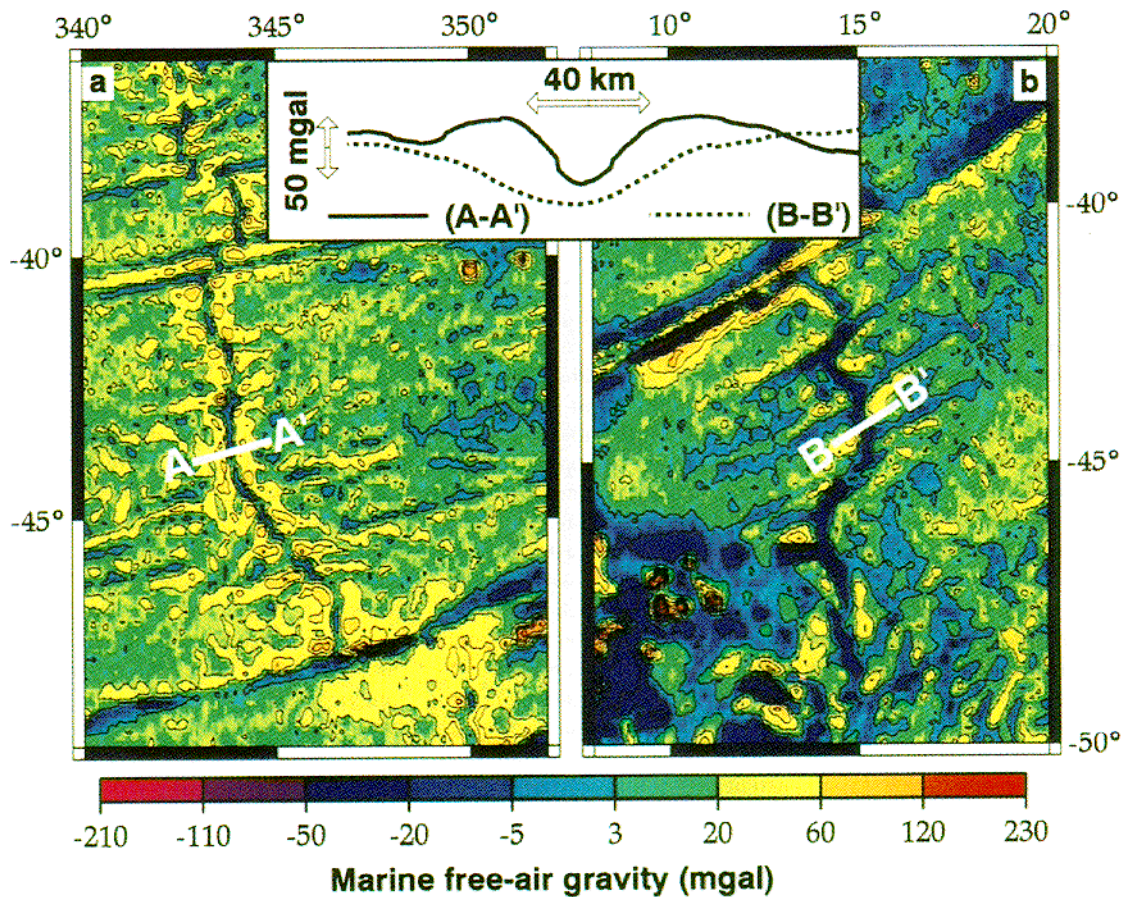 340° 345° 350° 10° 15° 20°
a
b
40 km
50 mgal
(A-A') (B-B')
-40°
-40°
A A'
B B'
-45°
-45°
-50°
-210 -110 -50 -20 -5 3 20 60 120 230
Marine free-air gravity (mgal)